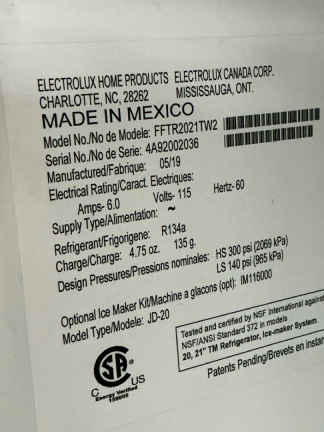 ELECTROLUX HOME PRODUCTS ELECTROLUX CANADA CORP.
CHARLOTTE, NC, 28262 MISSISSAUGA, ONT.
MADE IN MEXICO
Model No./No de Modele: FFTR2021TW2
Serial No./No de Serie: 4A92002036
Manufactured/Fabrique: 05/19
Electrical Rating/Caract. Electriques:
Amps- 6.0 Volts- 115 Hertz- 60
Supply Type/Alimentation: ~
Refrigerant/Frigorigene: R134a
Charge/Charge: 4.75 oz. 135 g.
Design Pressures/Pressions nominales: HS 300 psi (2069 kPa)
LS 140 psi (965 kPa)
Optional Ice Maker Kit/Machine a glacons (opt): IM116000
Model Type/Modele: JD-20
Tested and certified by NSF International against
NSF/ANSI Standard 372 in models
20, 21" TM Refrigerator, Ice-maker System
Patents Pending/Brevets en instan
CSA
C US
Energy Verified